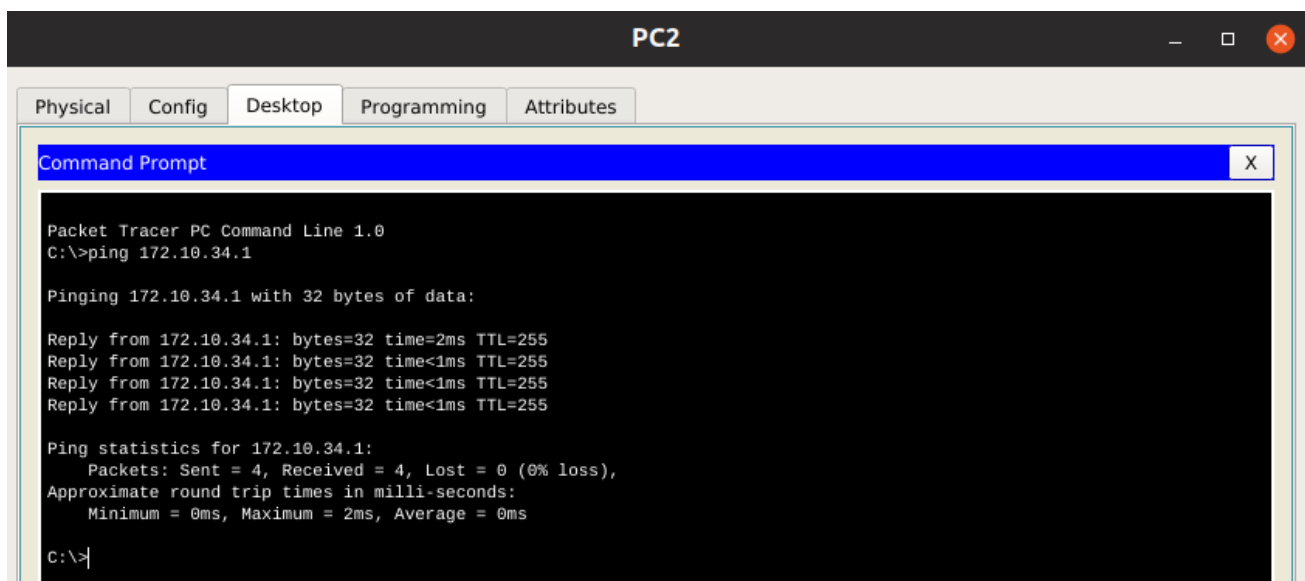 PC2
Physical Config Desktop Programming Attributes
Command Prompt
X
Packet Tracer PC Command Line 1.0
C:\>ping 172.10.34.1
Pinging 172.10.34.1 with 32 bytes of data:
Reply from 172.10.34.1: bytes=32 time=2ms TTL=255
Reply from 172.10.34.1: bytes=32 time<1ms TTL=255
Reply from 172.10.34.1: bytes=32 time<1ms TTL=255
Reply from 172.10.34.1: bytes=32 time<1ms TTL=255
Ping statistics for 172.10.34.1:
Packets: Sent = 4, Received = 4, Lost = 0 (0% loss),
Approximate round trip times in milli-seconds:
Minimum = 0ms, Maximum = 2ms, Average = 0ms
C:\>